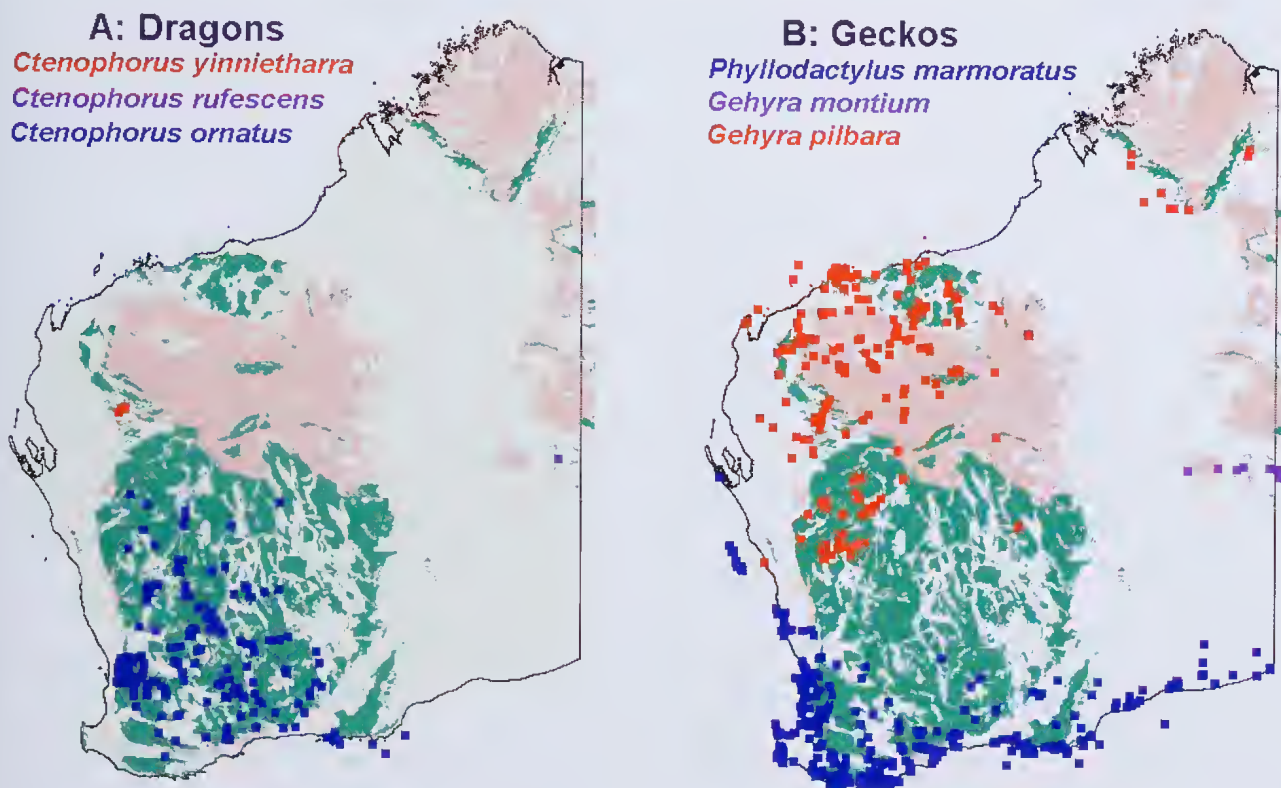 A: Dragons
Ctenophorus yinnietharra
Ctenophorus rufescens
Ctenophorus ornatus
B: Geckos
Phyllodactylus marmoratus
Gehyra montium
Gehyra pilbara